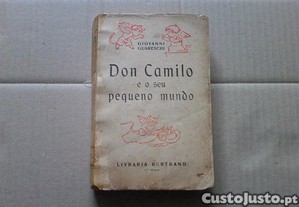 GIOVANNI
GUARESCHI
Don Camilo
e o seu
pequeno mundo
LIVRARIA BERTRAND
CustoJusto.pt